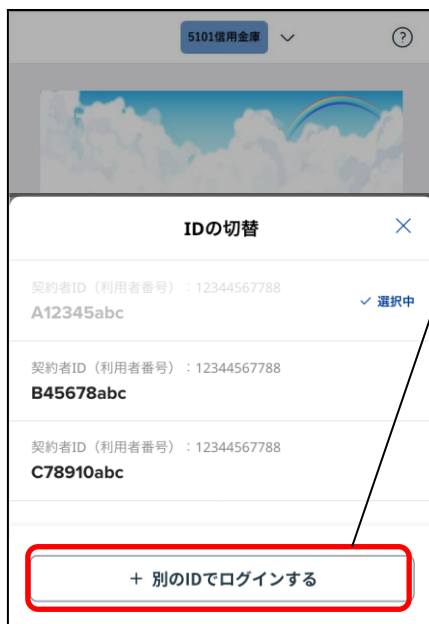 5101信用金庫
?
IDの切替
契約者ID（利用者番号）：12344567788
A12345abc
選択中
契約者ID（利用者番号）：12344567788
B45678abc
契約者ID（利用者番号）：12344567788
C78910abc
+ 別のIDでログインする